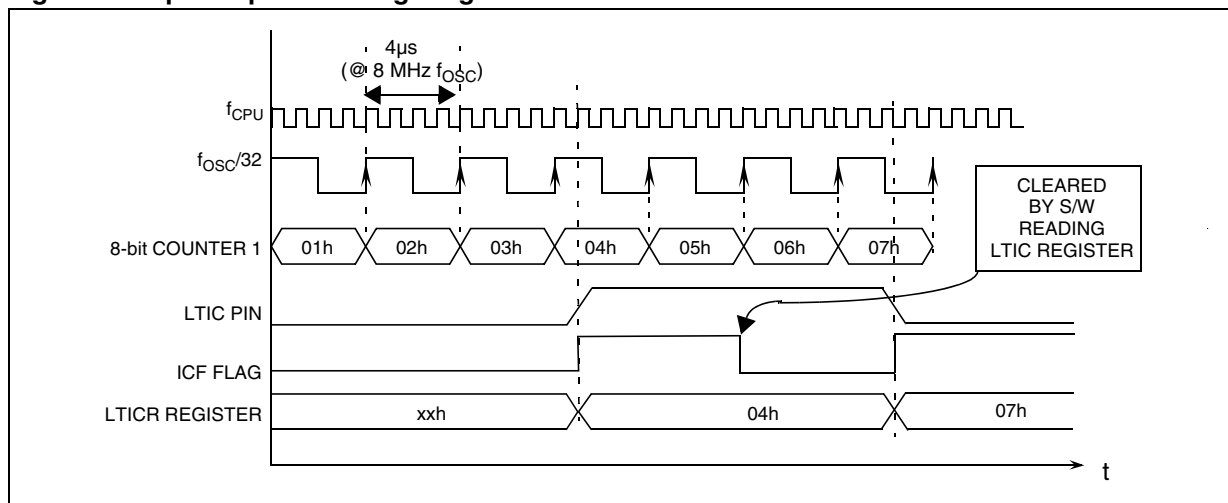 4µs
(@ 8 MHz fOSC)
fCPU
fOSC/32
CLEARED
BY S/W
READING
LTIC REGISTER
8-bit COUNTER 1
01h
02h
03h
04h
05h
06h
07h
LTIC PIN
ICF FLAG
LTICR REGISTER
xxh
04h
07h
t